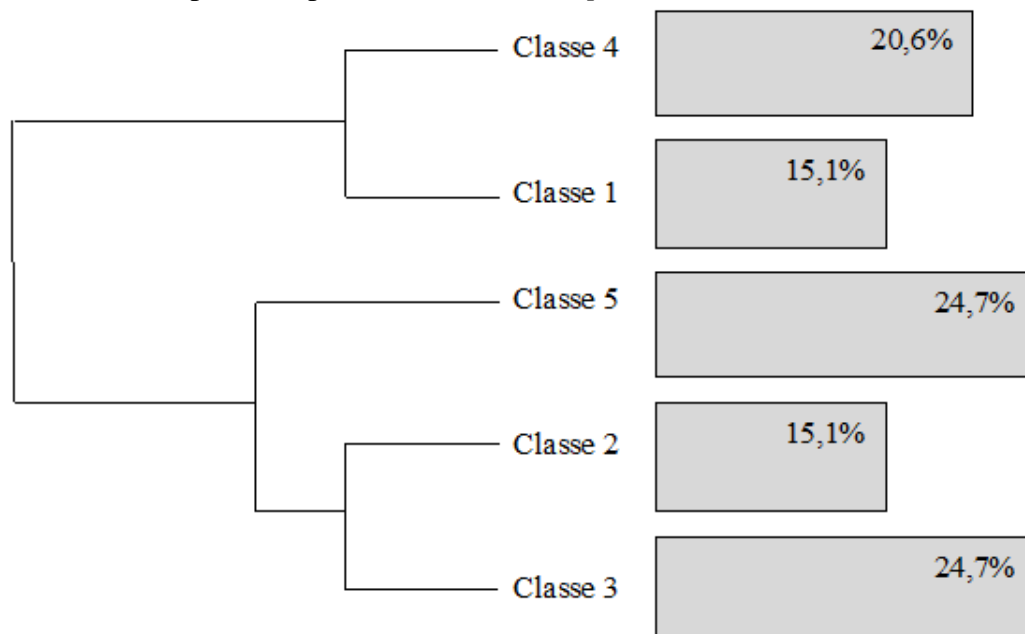 Classe 4
20,6%
Classe 1
15,1%
Classe 5
24,7%
Classe 2
15,1%
Classe 3
24,7%